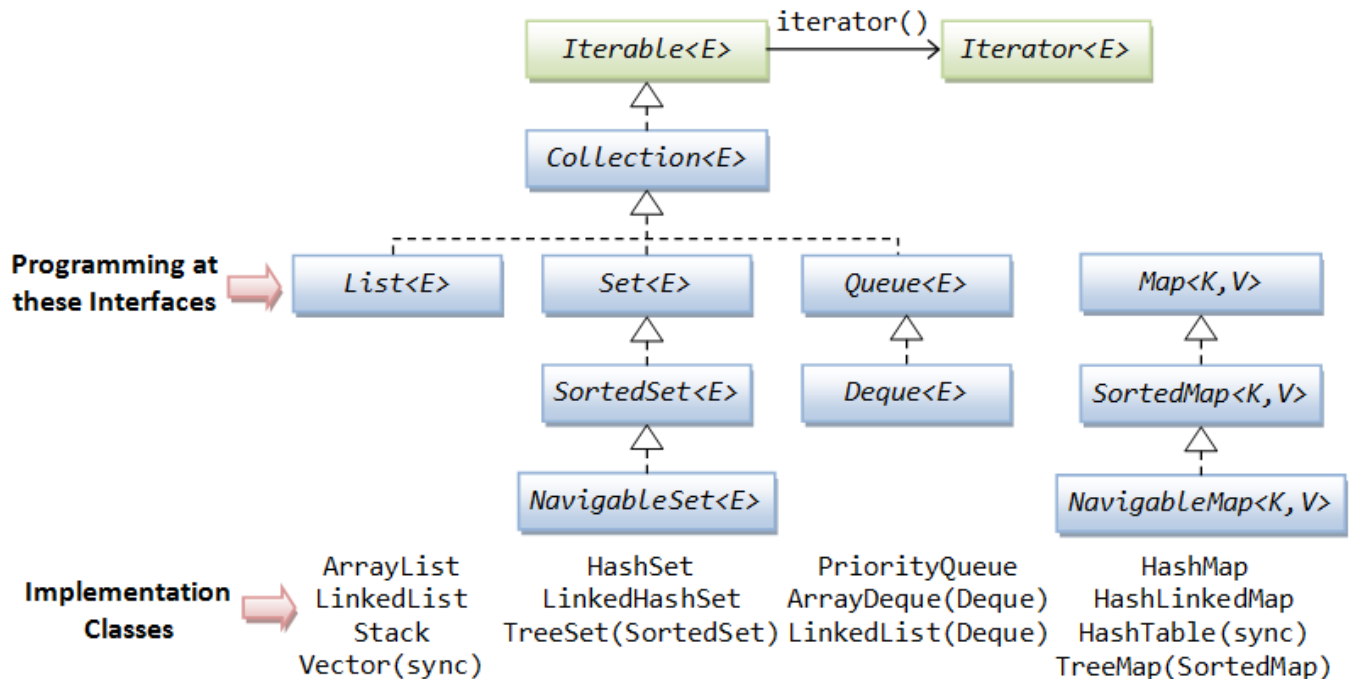 iterator()
Iterable<E>
Iterator<E>
Collection<E>
Programming at
these Interfaces
List<E>
Set<E>
Queue<E>
Map<K,V>
SortedSet<E>
Deque<E>
SortedMap<K,V>
NavigableSet<E>
NavigableMap<K,V>
Implementation
Classes
ArrayList
LinkedList
Stack
Vector(sync)
HashSet
LinkedHashSet
TreeSet(SortedSet)
PriorityQueue
ArrayDeque(Deque)
LinkedList(Deque)
HashMap
HashLinkedMap
HashTable(sync)
TreeMap(SortedMap)